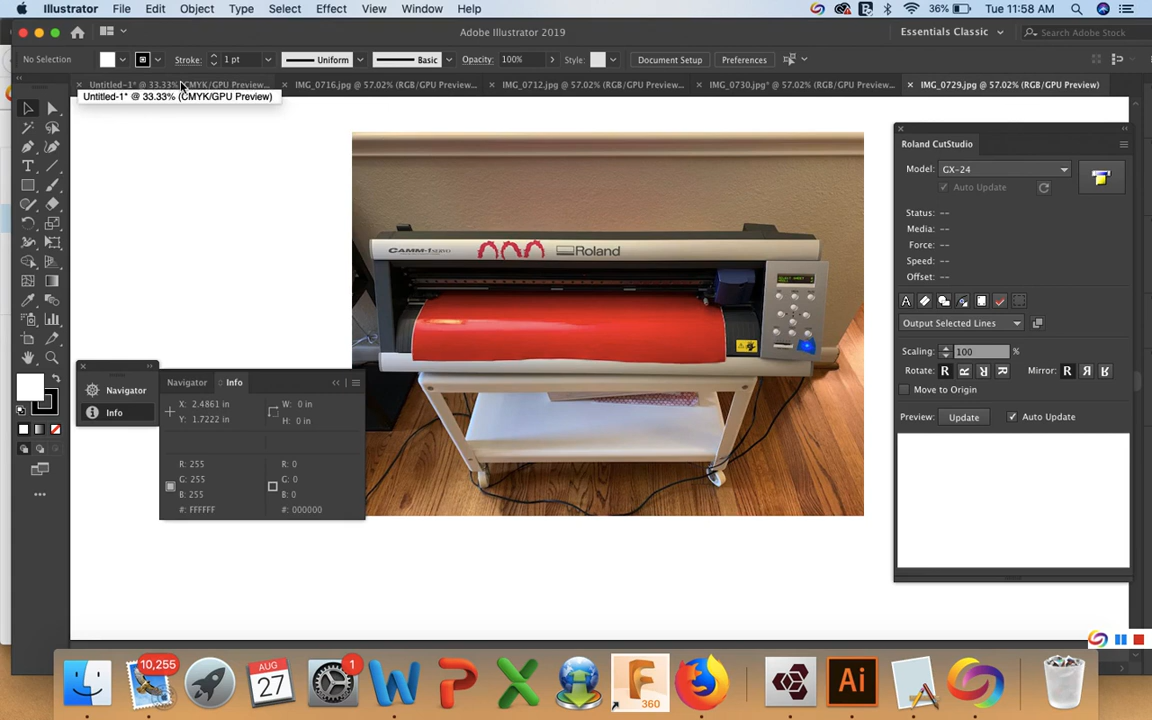 Illustrator File Edit Object Type Select Effect View Window Help 36% Tue 11:58 AM
Adobe Illustrator 2019 Essentials Classic Search Adobe Stock
No Selection Stroke: 1 pt Uniform Basic Opacity: 100% Style: Document Setup Preferences
Untitled-1* @ 33.33% (CMYK/GPU Preview... IMG_0716.jpg @ 57.02% (RGB/GPU Preview... IMG_0712.jpg @ 57.02% (RGB/GPU Preview... IMG_0730.jpg* @ 57.02% (RGB/GPU Preview... IMG_0729.jpg @ 57.02% (RGB/GPU Preview)
Untitled-1* @ 33.33% (CMYK/GPU Preview)
Roland CutStudio
Model: GX-24
Auto Update
Status: --
Media: --
Force: --
Speed: --
Offset: --
Output Selected Lines
Scaling: 100 %
Rotate: R R R R Mirror: R R R
Move to Origin
Preview: Update Auto Update
CAMM-1 Roland
Navigator
Info
Navigator Info
X: 2.4861 in
Y: 1.7222 in
W: 0 in
H: 0 in
R: 255
G: 255
B: 255
#: FFFFFF
R: 0
G: 0
B: 0
#: 000000
10,255
AUG
27
1
360
Ai